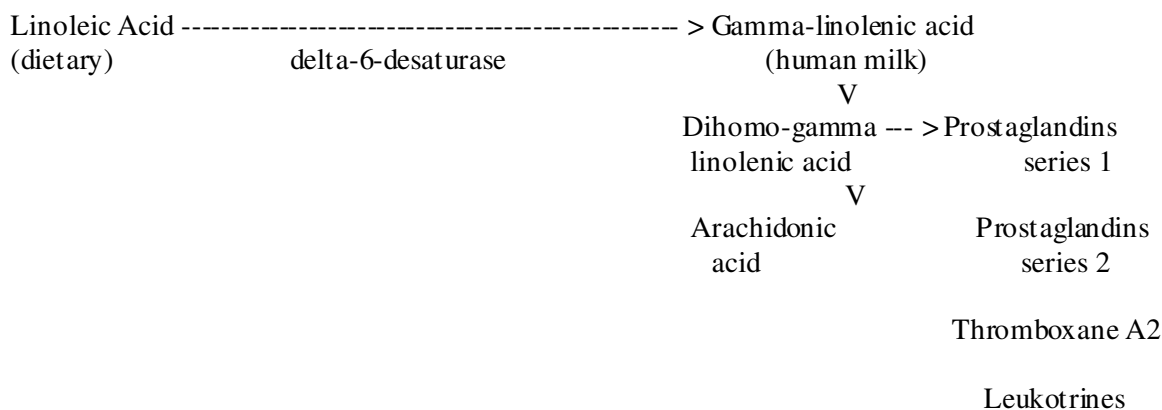 Linoleic Acid ---------------------------------------------------- > Gamma-linolenic acid
(dietary) delta-6-desaturase (human milk)
V
Dihomo-gamma --- > Prostaglandins
linolenic acid series 1
V
Arachidonic Prostaglandins
acid series 2
Thromboxane A2
Leukotrines